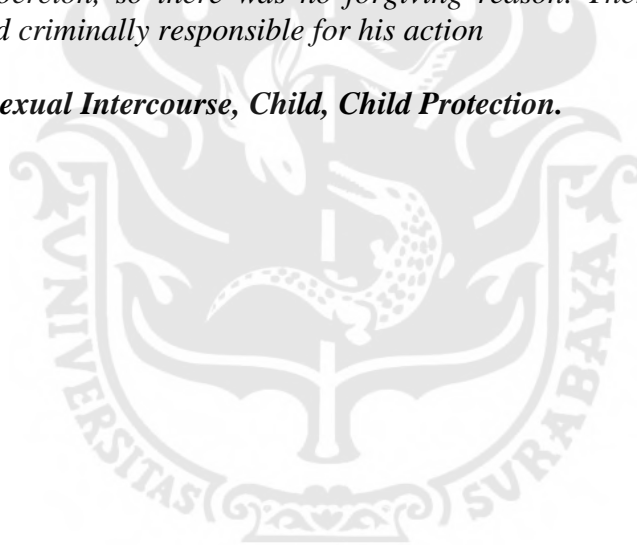 oercion, so there was no forgiving reason. The
d criminally responsible for his action
exual Intercourse, Child, Child Protection.
UNIVERSITAS SURABAYA